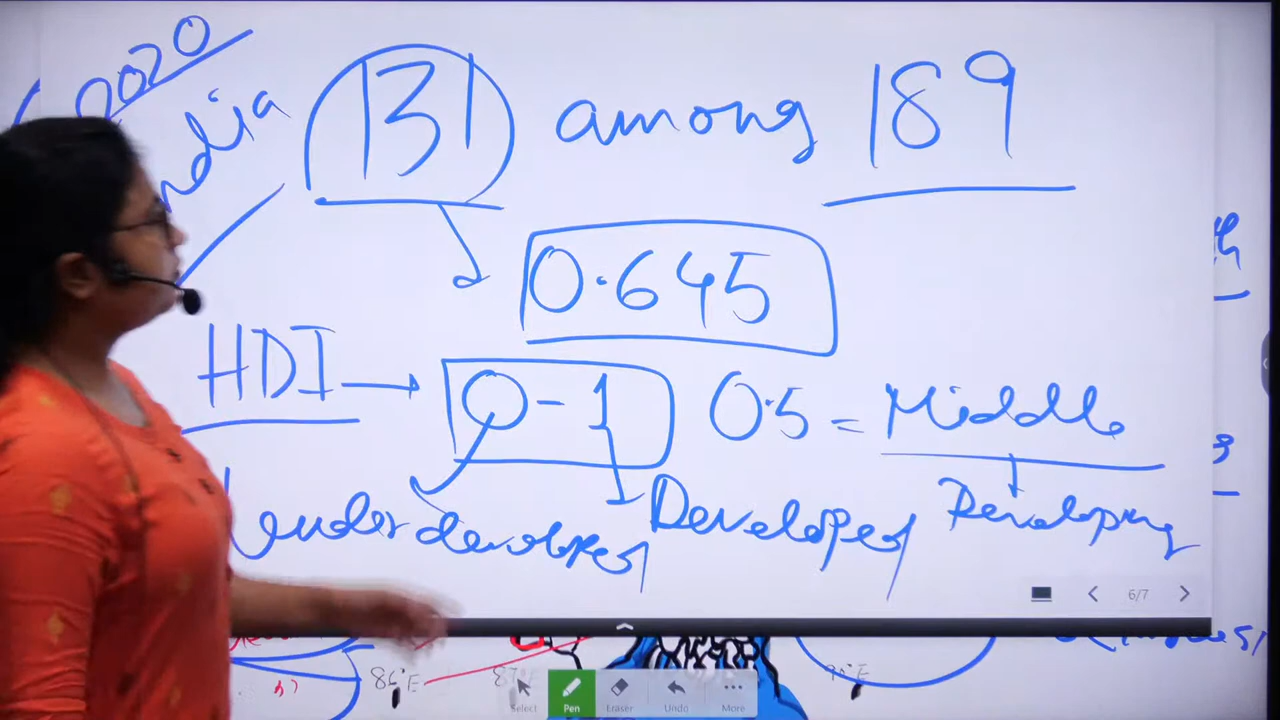 2020
India 131 among 189
0.645
HDI → 0-1 0.5 = Middle
underdeveloped Developed Developing
6/7
86°E
Select Pen Eraser Undo More